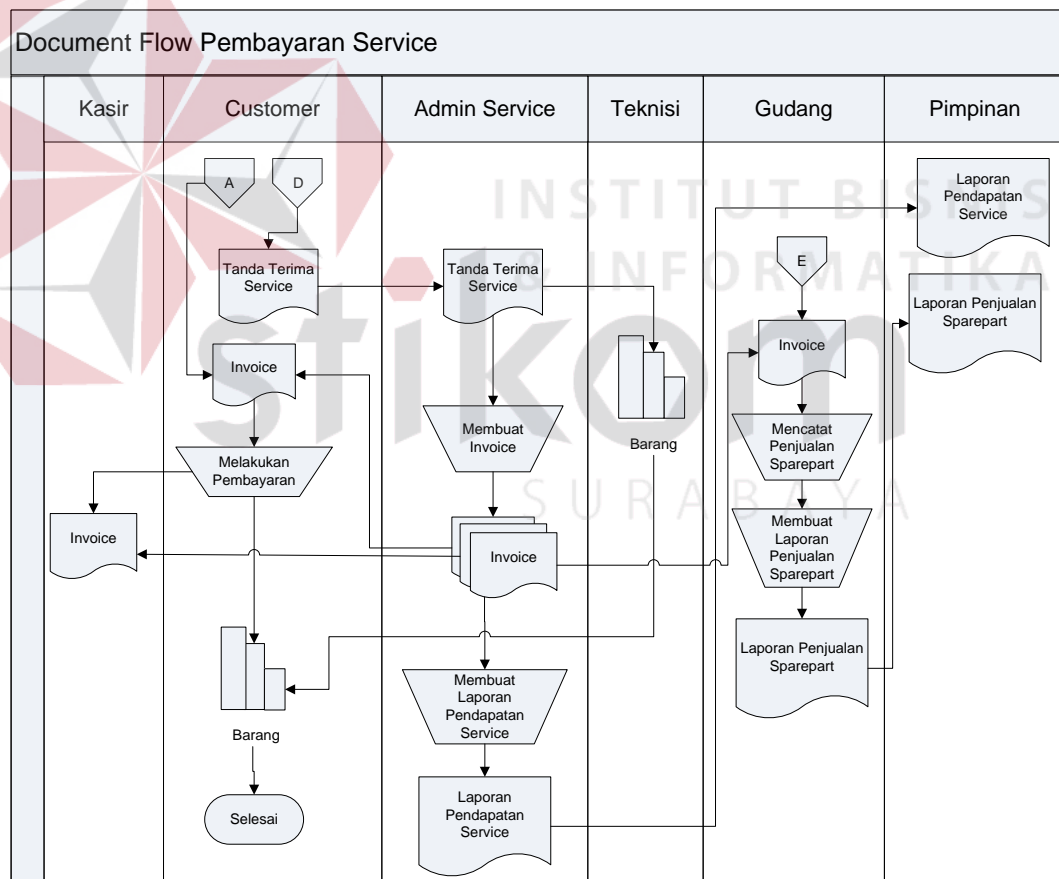 Document Flow Pembayaran Service
Kasir
Customer
Admin Service
Teknisi
Gudang
Pimpinan
A
D
E
Laporan
Pendapatan
Service
Tanda Terima
Service
Tanda Terima
Service
Laporan Penjualan
Sparepart
Invoice
Invoice
Membuat
Invoice
Barang
Mencatat
Penjualan
Sparepart
Melakukan
Pembayaran
Invoice
Invoice
Membuat
Laporan
Penjualan
Sparepart
Laporan Penjualan
Sparepart
Membuat
Laporan
Pendapatan
Service
Barang
Laporan
Pendapatan
Service
Selesai
INSTITUT BISNIS
& INFORMATIKA
stikom
SURABAYA